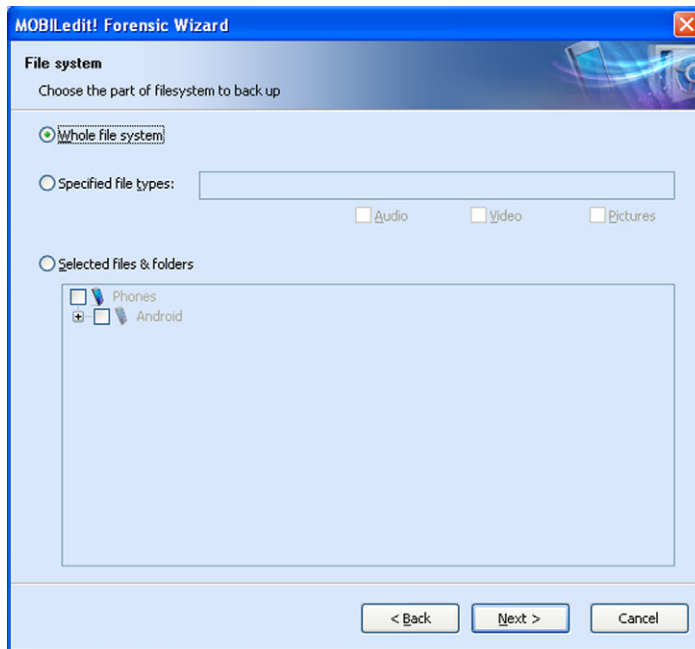 MOBILedit! Forensic Wizard
File system
Choose the part of filesystem to back up
Whole file system
Specified file types:
Audio Video Pictures
Selected files & folders
Phones
Android
< Back Next > Cancel